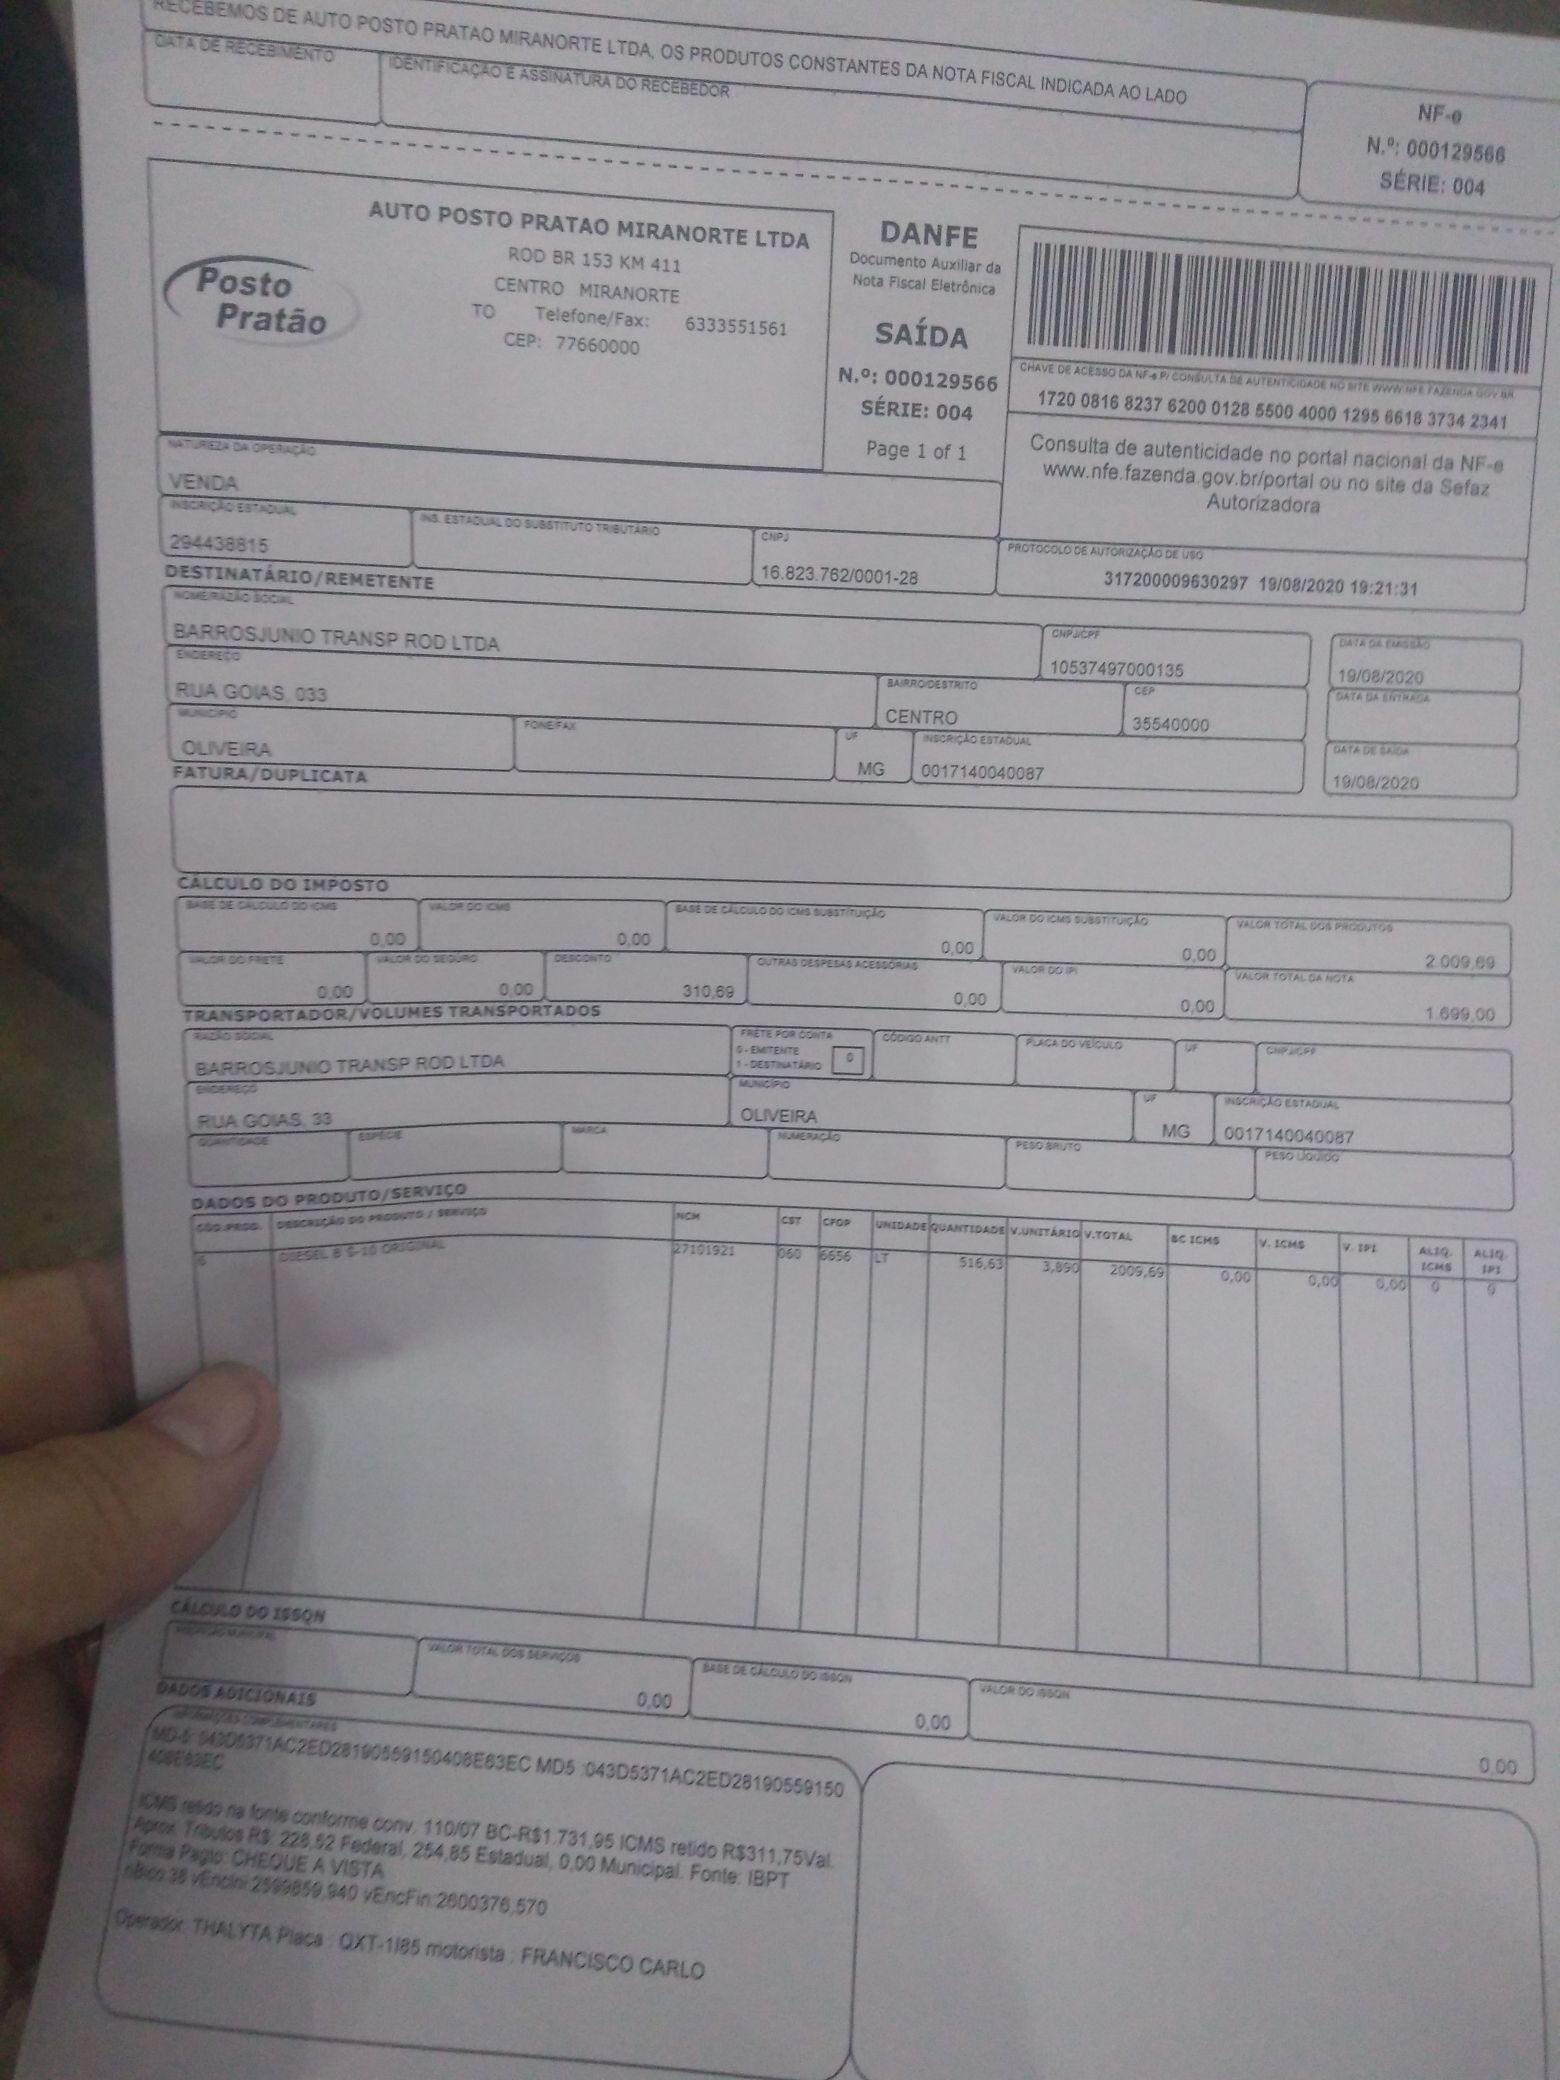 RECEBEMOS DE AUTO POSTO PRATAO MIRANORTE LTDA, OS PRODUTOS CONSTANTES DA NOTA FISCAL INDICADA AO LADO
DATA DE RECEBIMENTO
IDENTIFICAÇÃO E ASSINATURA DO RECEBEDOR
NF-e
N.º: 000129566
SÉRIE: 004
Posto
Pratão
AUTO POSTO PRATAO MIRANORTE LTDA
ROD BR 153 KM 411
CENTRO MIRANORTE
TO Telefone/Fax: 6333551561
CEP: 77660000
DANFE
Documento Auxiliar da
Nota Fiscal Eletrônica
SAÍDA
N.º: 000129566
SÉRIE: 004
Page 1 of 1
CHAVE DE ACESSO DA NF-e P/ CONSULTA DE AUTENTICIDADE NO SITE WWW.NFE.FAZENDA.GOV.BR
1720 0816 8237 6200 0128 5500 4000 1295 6618 3734 2341
Consulta de autenticidade no portal nacional da NF-e
www.nfe.fazenda.gov.br/portal ou no site da Sefaz
Autorizadora
NATUREZA DA OPERAÇÃO
VENDA
INSCRIÇÃO ESTADUAL
294438815
INS. ESTADUAL DO SUBSTITUTO TRIBUTÁRIO
CNPJ
16.823.762/0001-28
PROTOCOLO DE AUTORIZAÇÃO DE USO
317200009630297 19/08/2020 19:21:31
DESTINATÁRIO/REMETENTE
NOME/RAZÃO SOCIAL
BARROSJUNIO TRANSP ROD LTDA
CNPJ/CPF
10537497000135
DATA DA EMISSÃO
19/08/2020
ENDEREÇO
RUA GOIAS, 033
BAIRRO/DESTRITO
CENTRO
CEP
35540000
DATA DA ENTRADA
MUNICÍPIO
OLIVEIRA
FONE/FAX
UF
MG
INSCRIÇÃO ESTADUAL
0017140040087
DATA DE SAÍDA
19/08/2020
FATURA/DUPLICATA
CÁLCULO DO IMPOSTO
BASE DE CÁLCULO DO ICMS
0,00
VALOR DO ICMS
0,00
BASE DE CÁLCULO DO ICMS SUBSTITUIÇÃO
0,00
VALOR DO ICMS SUBSTITUIÇÃO
0,00
VALOR TOTAL DOS PRODUTOS
2.009,69
VALOR DO FRETE
0,00
VALOR DO SEGURO
0,00
DESCONTO
310,69
OUTRAS DESPESAS ACESSÓRIAS
0,00
VALOR DO IPI
0,00
VALOR TOTAL DA NOTA
1.699,00
TRANSPORTADOR/VOLUMES TRANSPORTADOS
RAZÃO SOCIAL
BARROSJUNIO TRANSP ROD LTDA
FRETE POR CONTA
0 - EMITENTE
1 - DESTINATÁRIO
0
CÓDIGO ANTT
PLACA DO VEÍCULO
UF
CNPJ/CPF
ENDEREÇO
RUA GOIAS, 33
MUNICÍPIO
OLIVEIRA
UF
MG
INSCRIÇÃO ESTADUAL
0017140040087
QUANTIDADE
ESPÉCIE
MARCA
NUMERAÇÃO
PESO BRUTO
PESO LÍQUIDO
DADOS DO PRODUTO/SERVIÇO
CÓD.PROD. DESCRIÇÃO DO PRODUTO / SERVIÇO NCM CST CFOP UNIDADE QUANTIDADE V.UNITÁRIO V.TOTAL BC ICMS V. ICMS V. IPI ALIQ. ICMS ALIQ. IPI
6 DIESEL B S-10 ORIGINAL 27101921 060 6656 LT 516,63 3,890 2009,69 0,00 0,00 0,00 0 0
CÁLCULO DO ISSQN
INSCRIÇÃO MUNICIPAL
VALOR TOTAL DOS SERVIÇOS
0,00
BASE DE CÁLCULO DO ISSQN
0,00
VALOR DO ISSQN
0,00
DADOS ADICIONAIS
INFORMAÇÕES COMPLEMENTARES
MD-5: 043D5371AC2ED28190559150408E83EC MD5 :043D5371AC2ED28190559150
408E83EC
ICMS retido na fonte conforme conv. 110/07 BC-R$1.731,95 ICMS retido R$311,75Val.
Aprox. Tributos R$: 228,52 Federal, 254,85 Estadual, 0,00 Municipal. Fonte: IBPT
Forma Pagto: CHEQUE A VISTA
nBico:38 vEncIni:2599859,940 vEncFin:2600376,570
Operador: THALYTA Placa : QXT-1I85 motorista : FRANCISCO CARLO